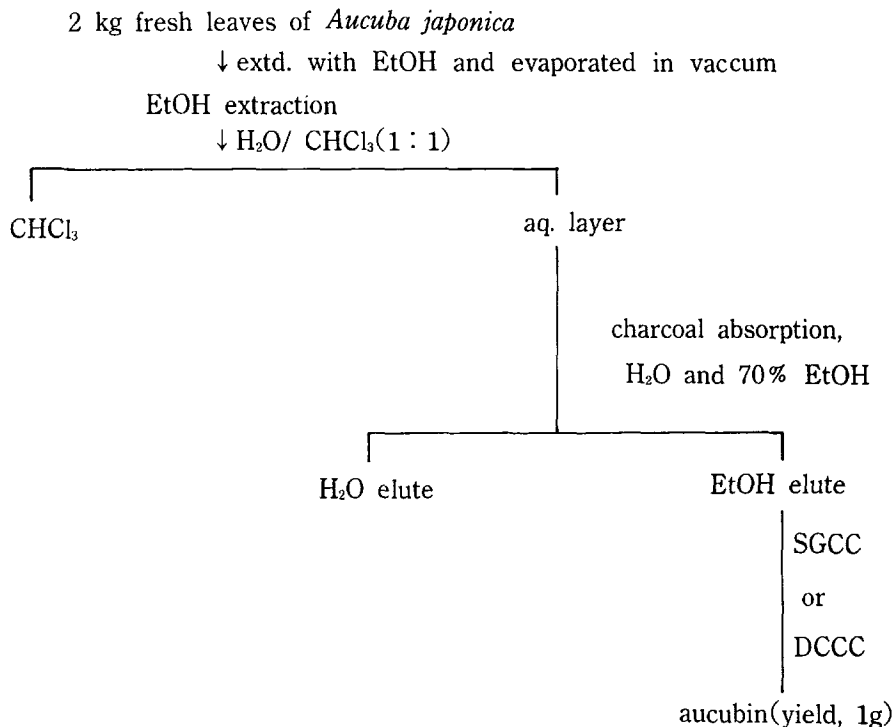 2 kg fresh leaves of Aucuba japonica
↓ extd. with EtOH and evaporated in vaccum
EtOH extraction
↓ H₂O/ CHCl₃(1 : 1)
CHCl₃
aq. layer
charcoal absorption,
H₂O and 70% EtOH
H₂O elute
EtOH elute
SGCC
or
DCCC
aucubin(yield, 1g)